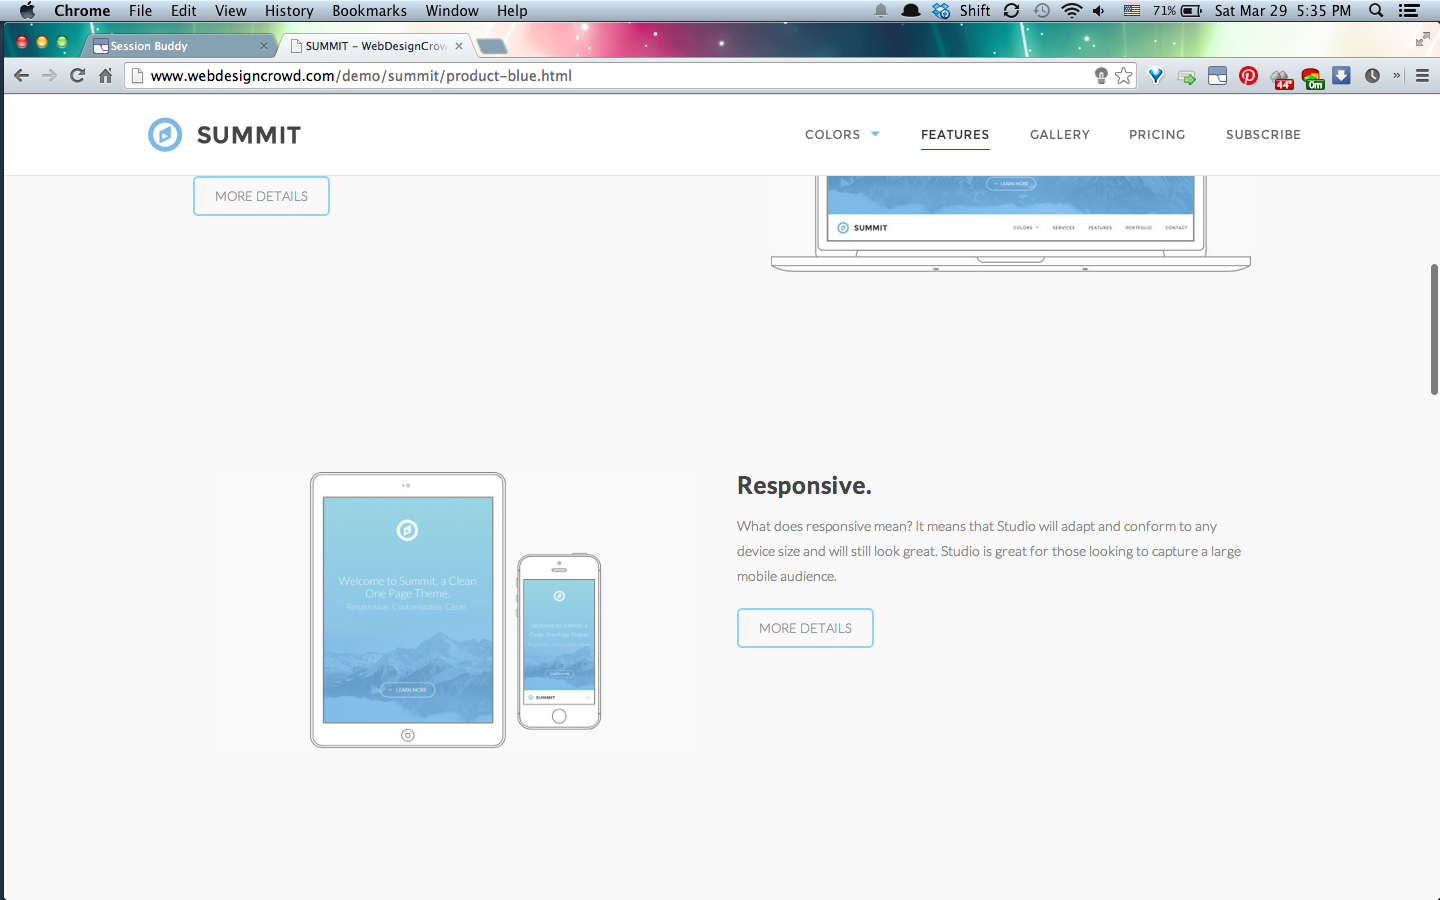 Chrome File Edit View History Bookmarks Window Help Shift 71% Sat Mar 29 5:35 PM
Session Buddy SUMMIT – WebDesignCrow
www.webdesigncrowd.com/demo/summit/product-blue.html 44° 0m »
SUMMIT COLORS FEATURES GALLERY PRICING SUBSCRIBE
MORE DETAILS
LEARN MORE
SUMMIT COLORS SERVICES FEATURES PORTFOLIO CONTACT
Welcome to Summit, a Clean
One Page Theme.
Responsive. Customizable. Clean.
LEARN MORE
Welcome to Summit, a
Clean One Page Theme.
SUMMIT
Responsive.
What does responsive mean? It means that Studio will adapt and conform to any
device size and will still look great. Studio is great for those looking to capture a large
mobile audience.
MORE DETAILS